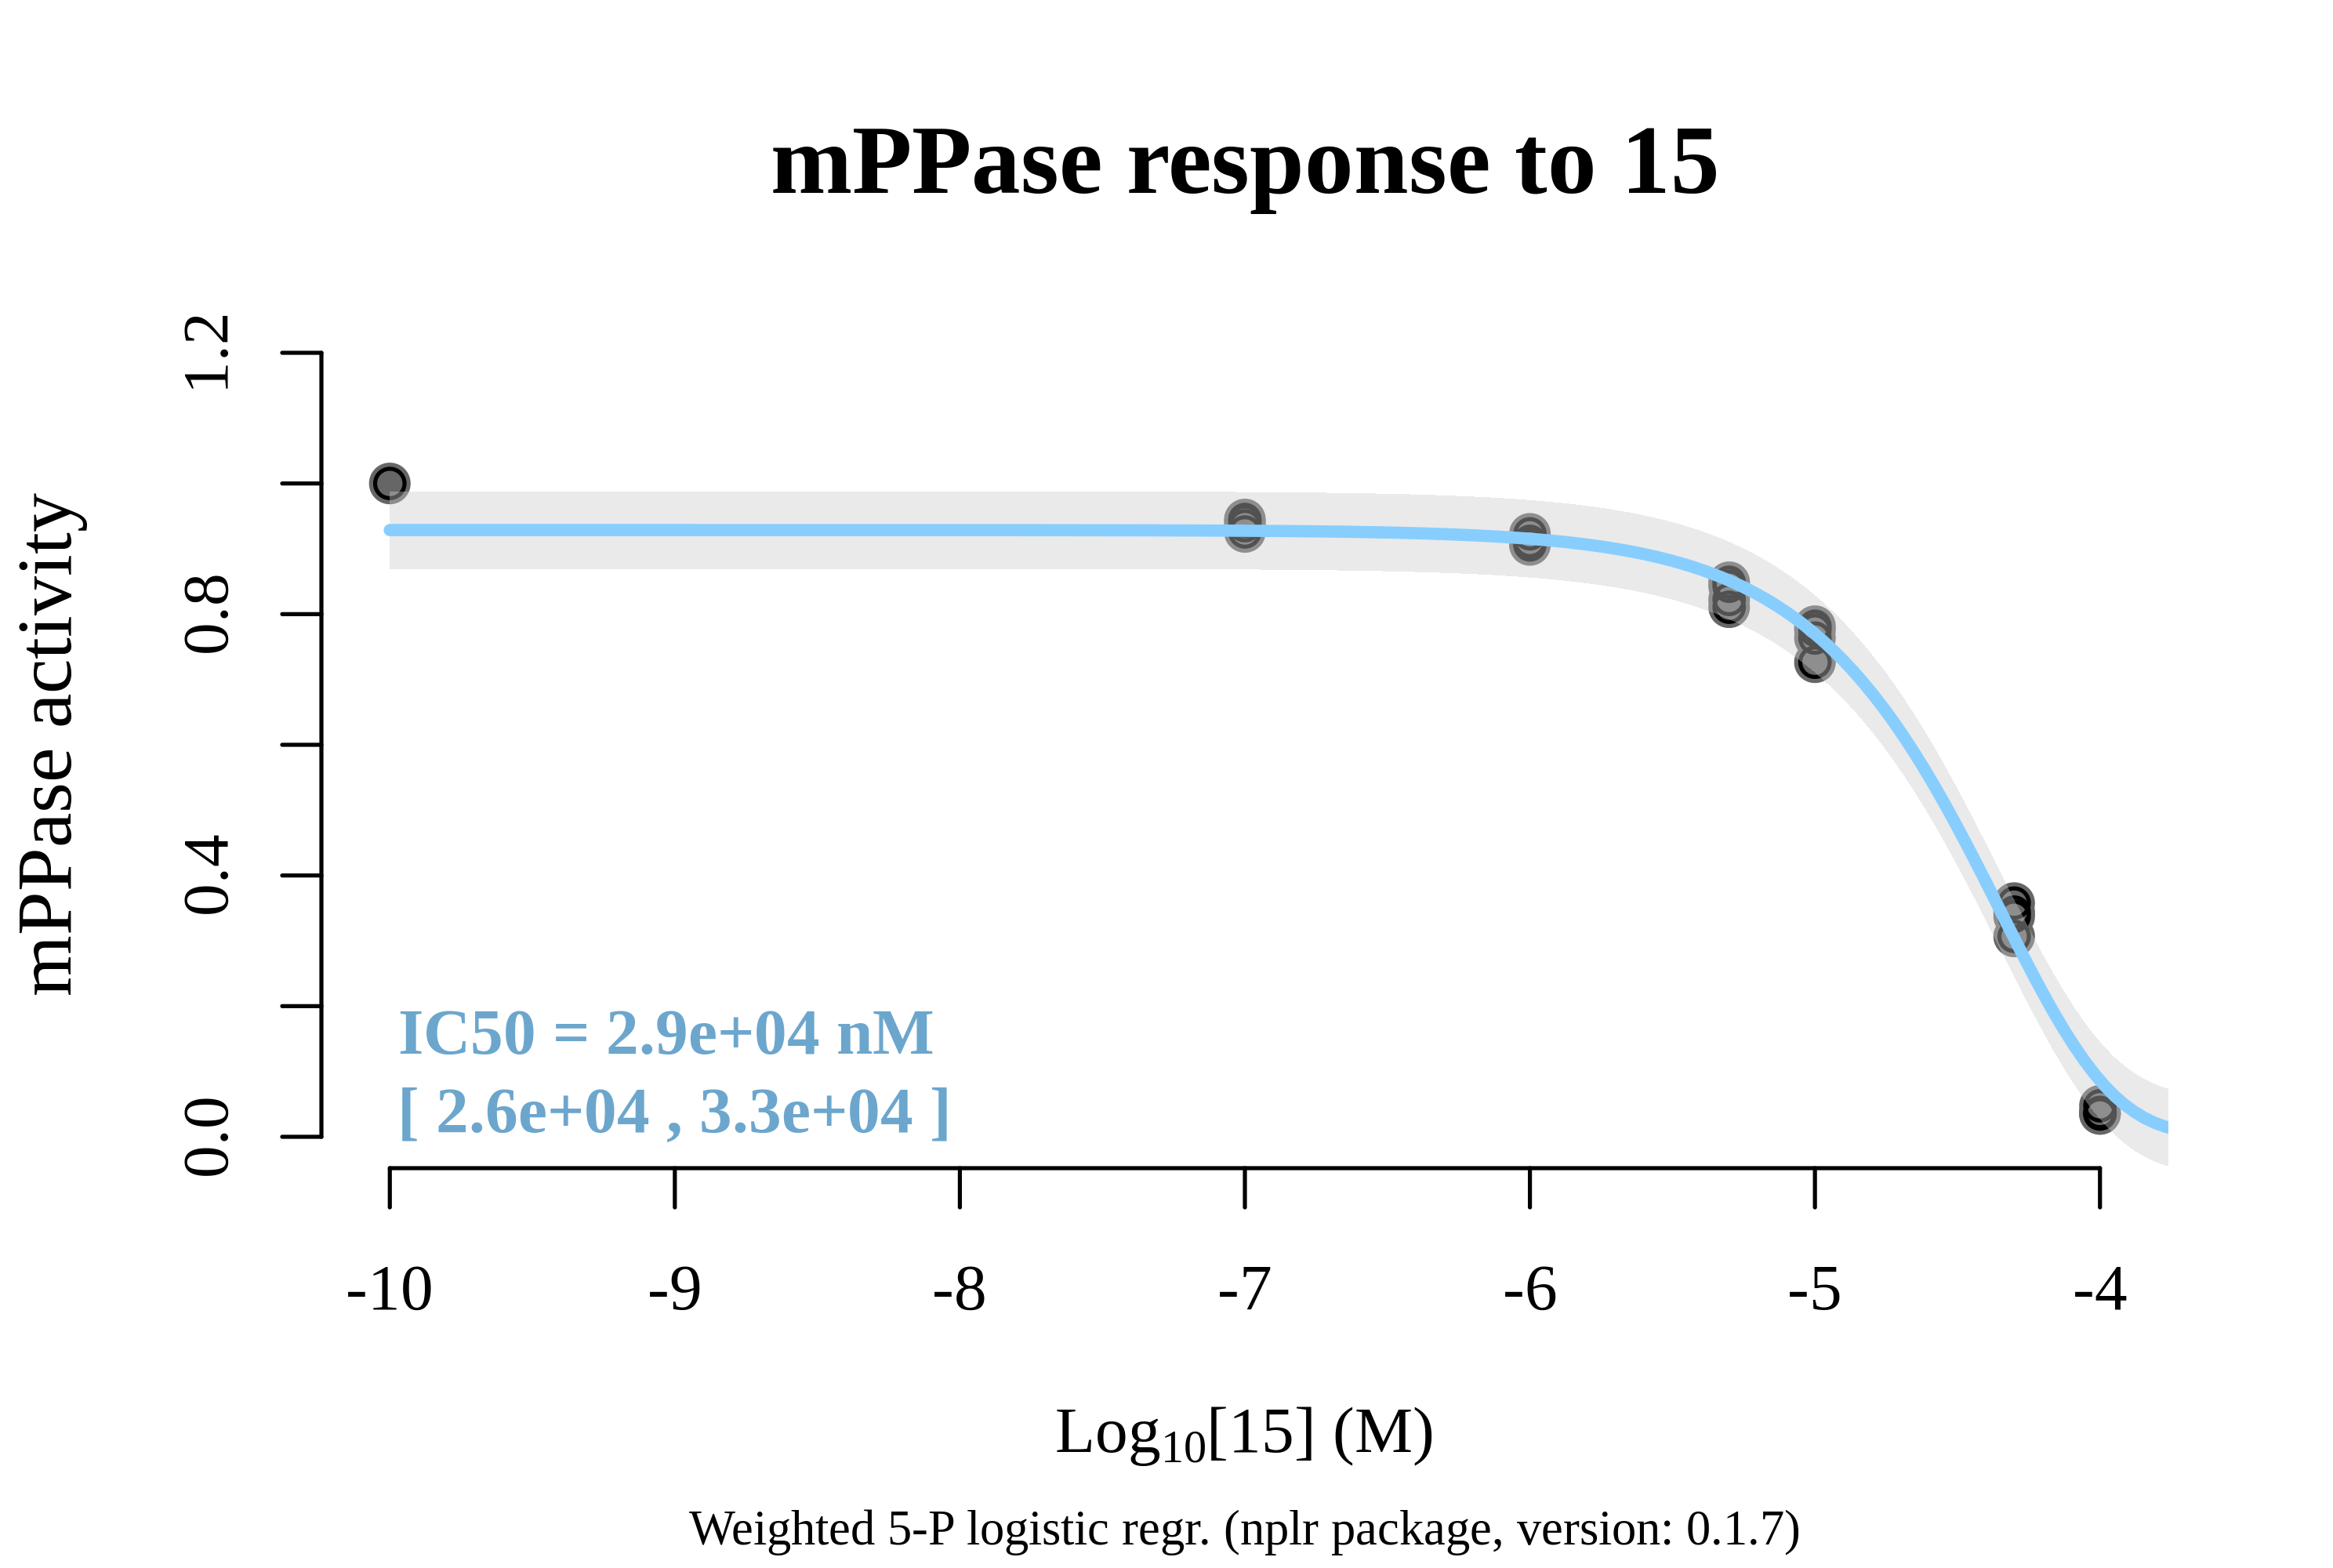 mPPase response to 15
mPPase activity
1.2
0.8
0.4
0.0
IC50 = 2.9e+04 nM
[ 2.6e+04 , 3.3e+04 ]
-10 -9 -8 -7 -6 -5 -4
Log10[15] (M)
Weighted 5-P logistic regr. (nplr package, version: 0.1.7)